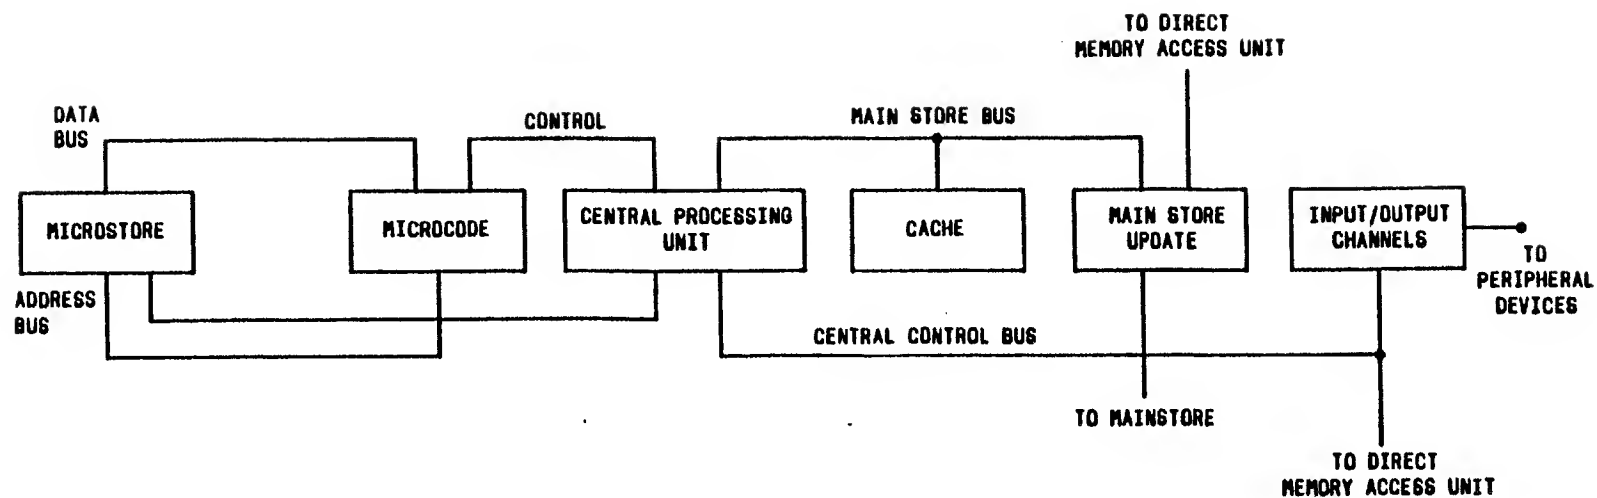 TO DIRECT
MEMORY ACCESS UNIT
DATA
BUS
CONTROL
MAIN STORE BUS
MICROSTORE
MICROCODE
CENTRAL PROCESSING
UNIT
CACHE
MAIN STORE
UPDATE
INPUT/OUTPUT
CHANNELS
TO
PERIPHERAL
DEVICES
ADDRESS
BUS
CENTRAL CONTROL BUS
TO MAINSTORE
TO DIRECT
MEMORY ACCESS UNIT